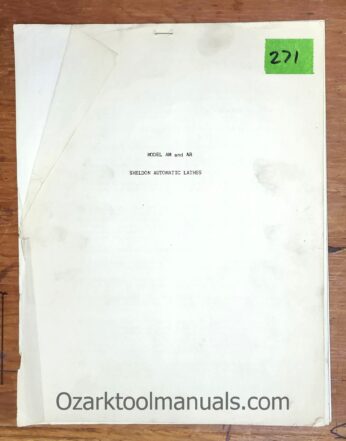 271
MODEL AM and AR
SHELDON AUTOMATIC LATHES
Ozarktoolmanuals.com